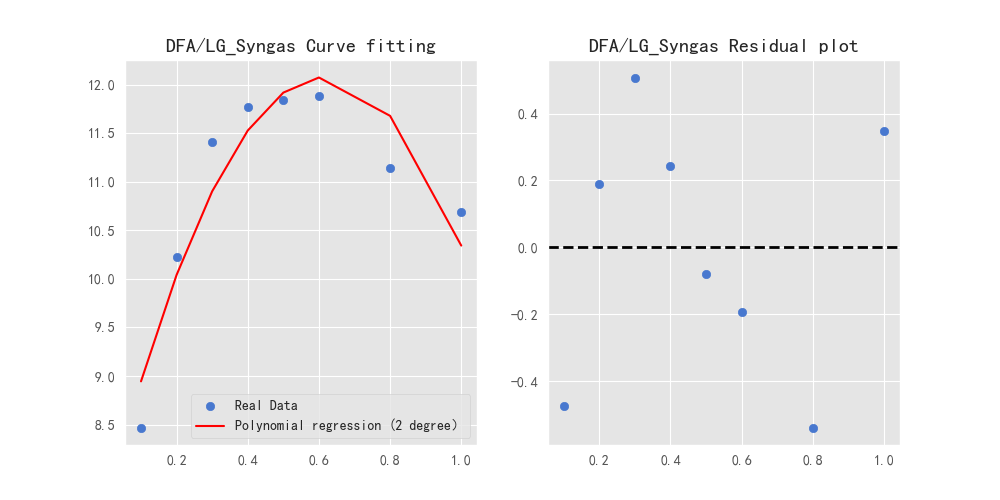 DFA/LG_Syngas Curve fitting
12.0
11.5
11.0
10.5
10.0
9.5
9.0
8.5
Real Data
Polynomial regression (2 degree)
0.2 0.4 0.6 0.8 1.0
DFA/LG_Syngas Residual plot
0.4
0.2
0.0
−0.2
−0.4
0.2 0.4 0.6 0.8 1.0